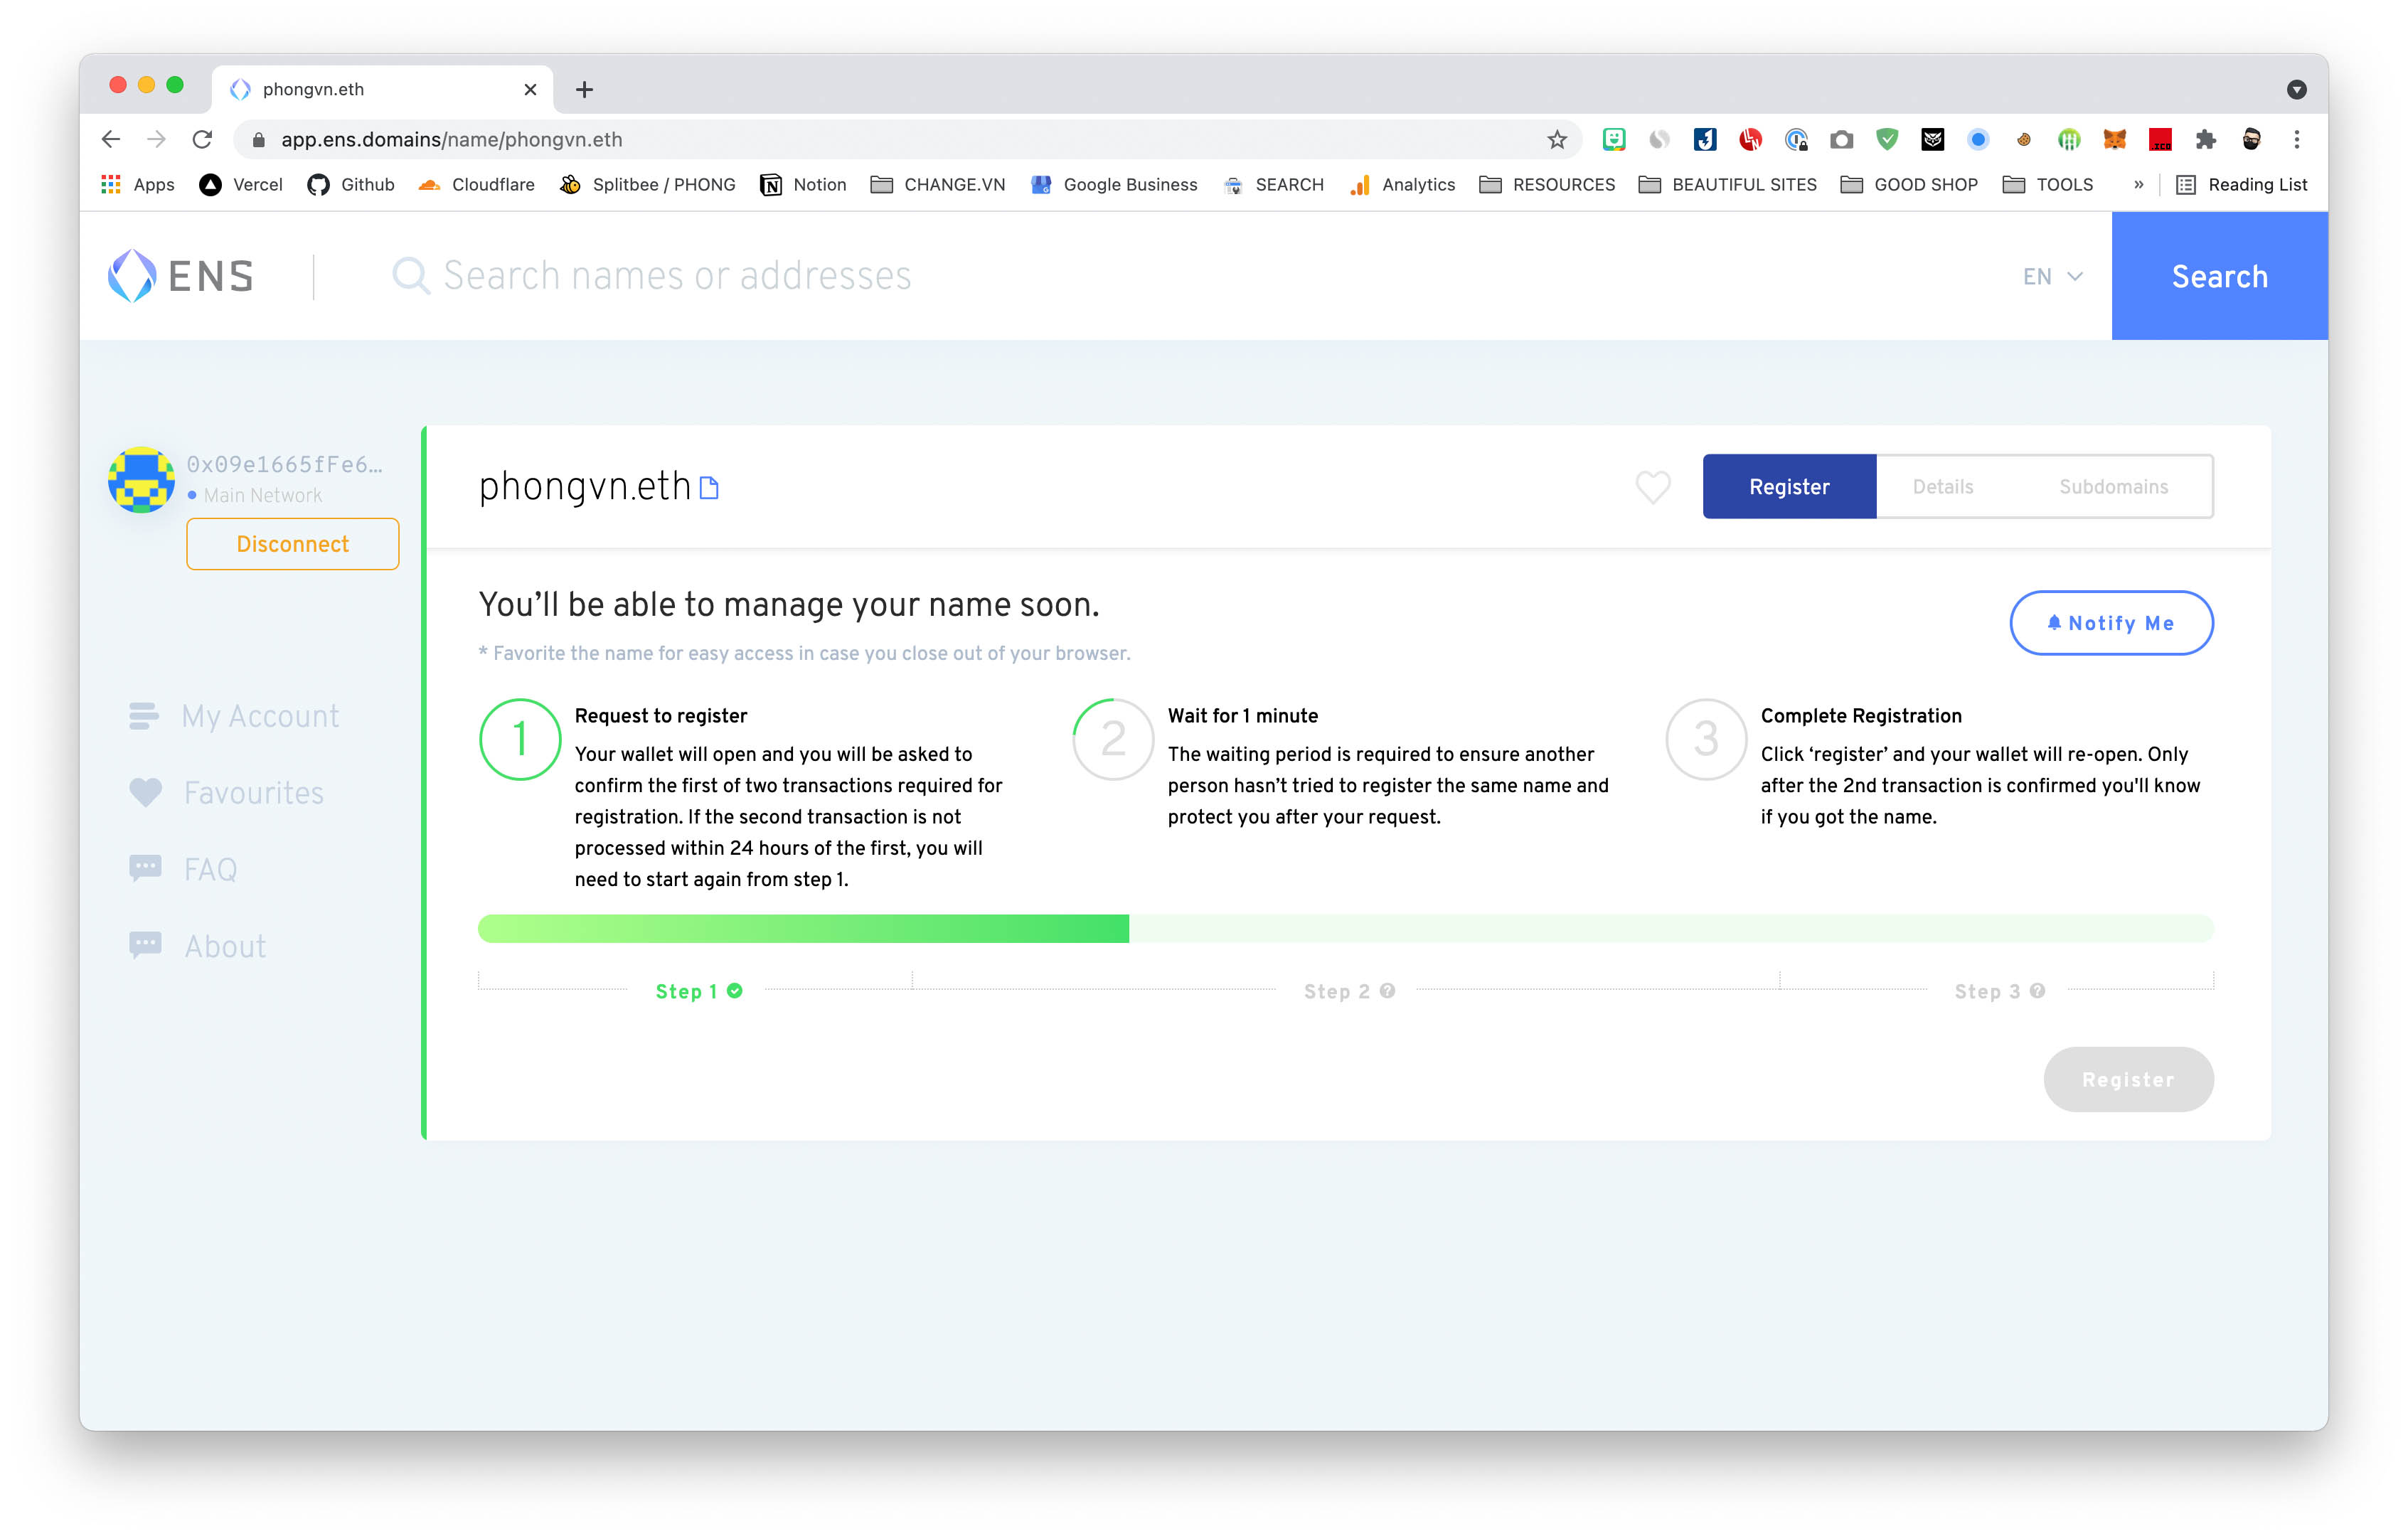 phongvn.eth
app.ens.domains/name/phongvn.eth
Apps Vercel Github Cloudflare Splitbee / PHONG Notion CHANGE.VN Google Business SEARCH Analytics RESOURCES BEAUTIFUL SITES GOOD SHOP TOOLS » Reading List
ENS Search names or addresses EN Search
0x09e1665fFe6...
Main Network
Disconnect
My Account
Favourites
FAQ
About
phongvn.eth
Register Details Subdomains
You’ll be able to manage your name soon.
* Favorite the name for easy access in case you close out of your browser.
Notify Me
1
Request to register
Your wallet will open and you will be asked to
confirm the first of two transactions required for
registration. If the second transaction is not
processed within 24 hours of the first, you will
need to start again from step 1.
2
Wait for 1 minute
The waiting period is required to ensure another
person hasn’t tried to register the same name and
protect you after your request.
3
Complete Registration
Click ‘register’ and your wallet will re-open. Only
after the 2nd transaction is confirmed you'll know
if you got the name.
Step 1 Step 2 Step 3
Register